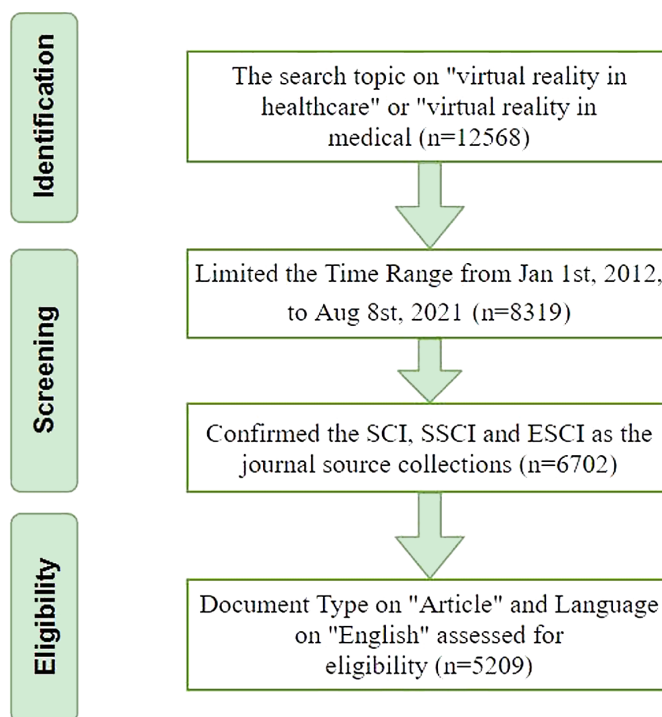 Identification
The search topic on "virtual reality in
healthcare" or "virtual reality in
medical (n=12568)
Screening
Limited the Time Range from Jan 1st, 2012,
to Aug 8st, 2021 (n=8319)
Confirmed the SCI, SSCI and ESCI as the
journal source collections (n=6702)
Eligibility
Document Type on "Article" and Language
on "English" assessed for
eligibility (n=5209)